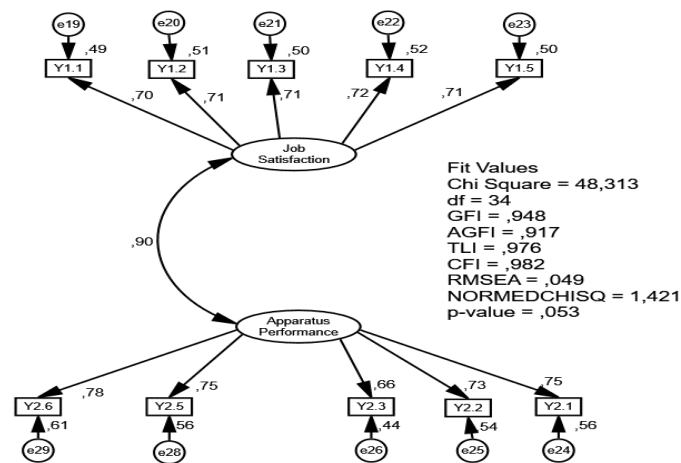 e19 e20 e21 e22 e23
,49 ,51 ,50 ,52 ,50
Y1.1 Y1.2 Y1.3 Y1.4 Y1.5
,70 ,71 ,71 ,72 ,71
Job
Satisfaction
Fit Values
Chi Square = 48,313
df = 34
GFI = ,948
AGFI = ,917
TLI = ,976
CFI = ,982
RMSEA = ,049
NORMEDCHISQ = 1,421
p-value = ,053
,90
Apparatus
Performance
,78 ,75 ,66 ,73 ,75
Y2.6 Y2.5 Y2.3 Y2.2 Y2.1
,61 56 ,44 ,54 ,56
e29 e28 e26 e25 e24